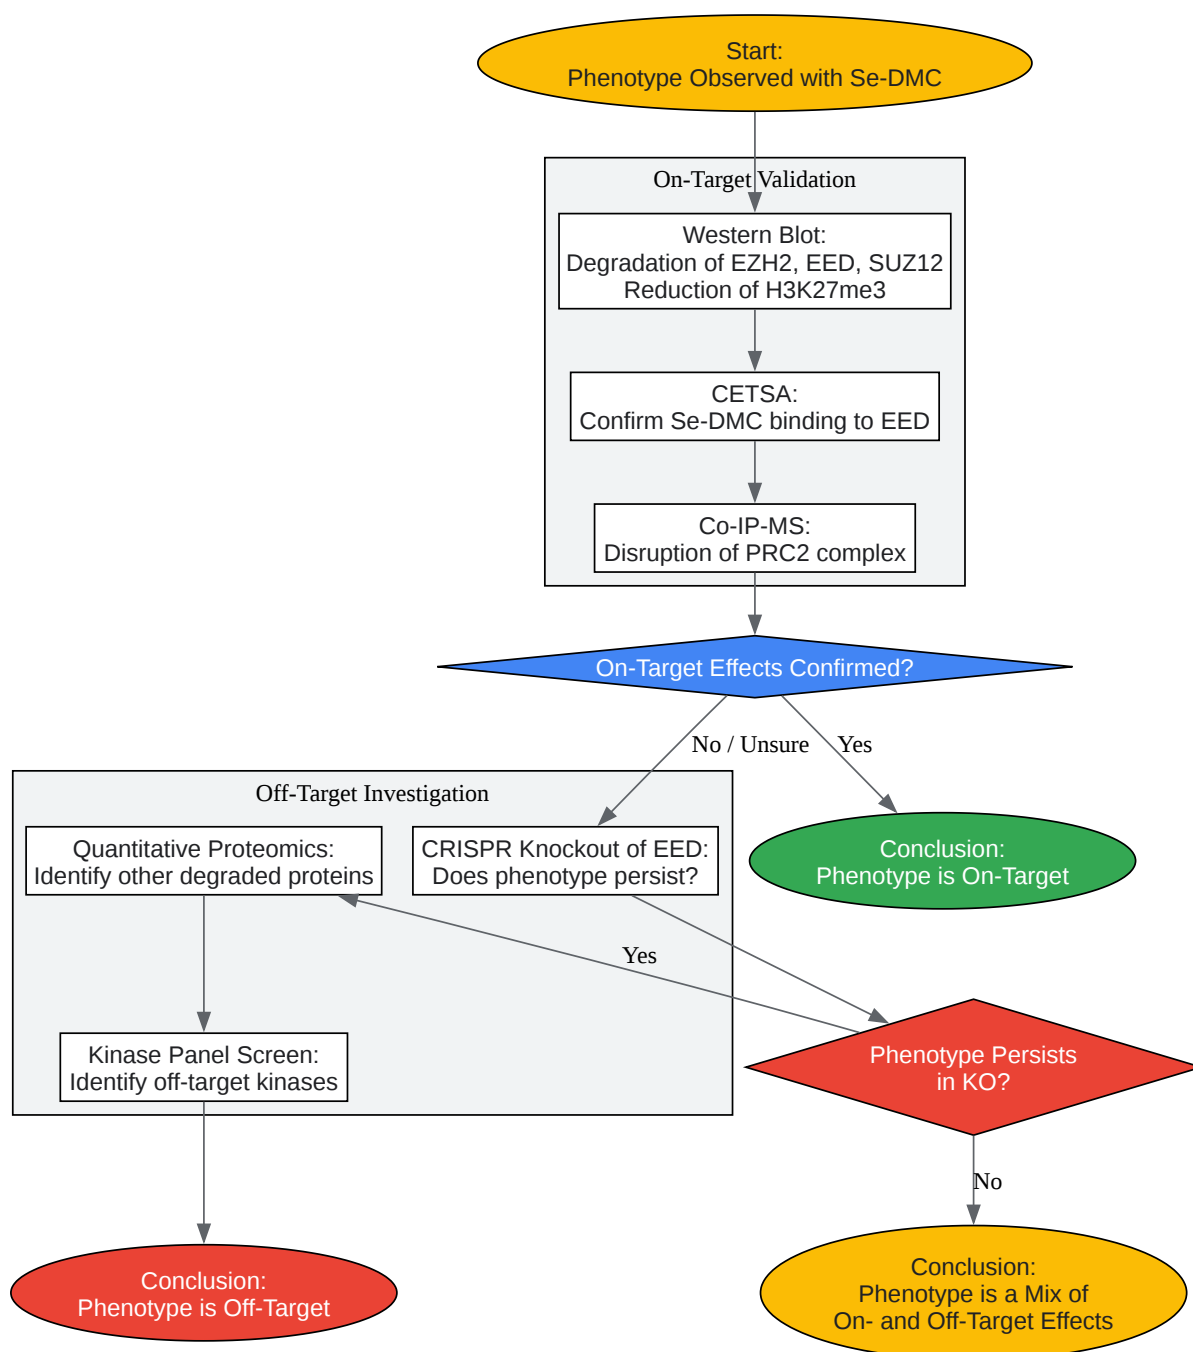 Start:
Phenotype Observed with Se-DMC
On-Target Validation
Western Blot:
Degradation of EZH2, EED, SUZ12
Reduction of H3K27me3
CETSA:
Confirm Se-DMC binding to EED
Co-IP-MS:
Disruption of PRC2 complex
On-Target Effects Confirmed?
No / Unsure
Yes
Off-Target Investigation
Quantitative Proteomics:
Identify other degraded proteins
CRISPR Knockout of EED:
Does phenotype persist?
Conclusion:
Phenotype is On-Target
Yes
Kinase Panel Screen:
Identify off-target kinases
Phenotype Persists
in KO?
No
Conclusion:
Phenotype is Off-Target
Conclusion:
Phenotype is a Mix of
On- and Off-Target Effects